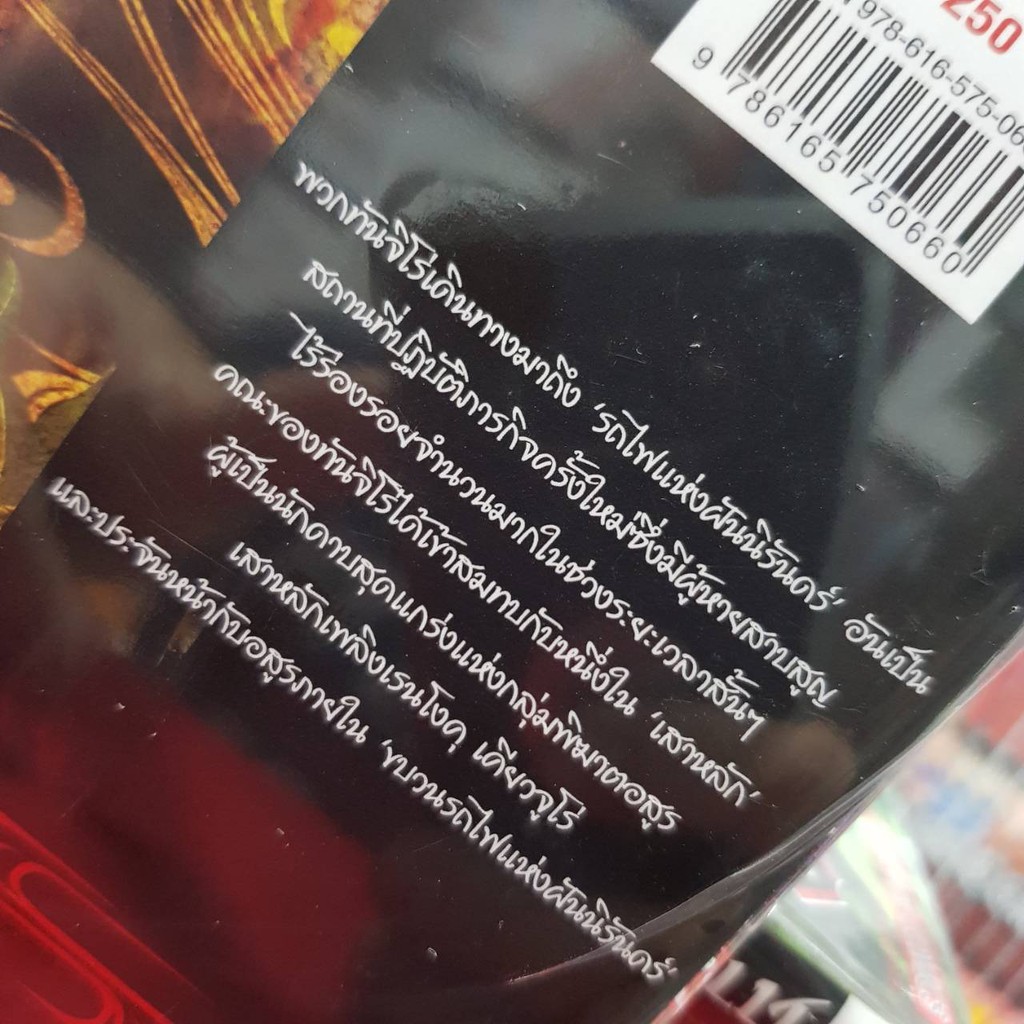 250
978-616-575-06
9 786165 750660
พวกทันจิโร่เดินทางมาถึง ‘รถไฟแห่งฝันนิรันดร์’ อันเป็น
สถานที่ปฏิบัติภารกิจครั้งใหม่ซึ่งมีผู้หายสาบสูญ
ไร้ร่องรอยจำนวนมากในช่วงระยะเวลาสั้นๆ
คณะของทันจิโร่ได้เข้าสมทบกับหนึ่งใน ‘เสาหลัก’
ผู้เป็นนักดาบสุดแกร่งแห่งกลุ่มพิฆาตอสูร
เสาหลักเพลิงเรนโงคุ เคียวจูโร่
และประจันหน้ากับอสูรภายใน ‘ขบวนรถไฟแห่งฝันนิรันดร์’